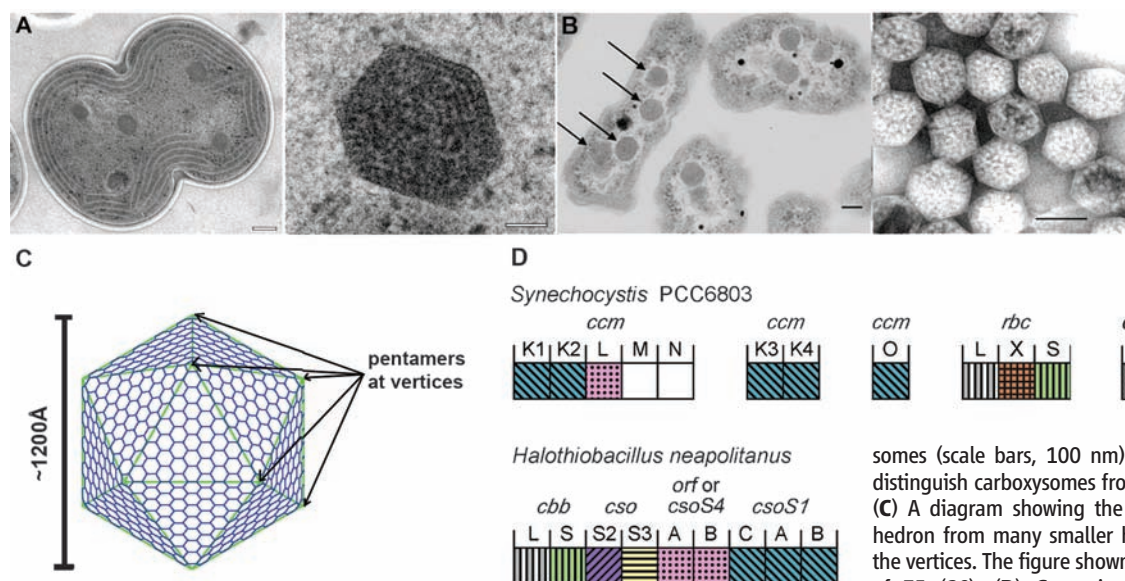 A
B
C
~1200Å
pentamers
at vertices
D
Synechocystis PCC6803
ccm ccm ccm rbc
K1 K2 L M N K3 K4 O L X S
Halothiobacillus neapolitanus
cbb cso orf or csoS4 csoS1
L S S2 S3 A B C A B
somes (scale bars, 100 nm)
distinguish carboxysomes fro
(C) A diagram showing the
hedron from many smaller h
the vertices. The figure shown